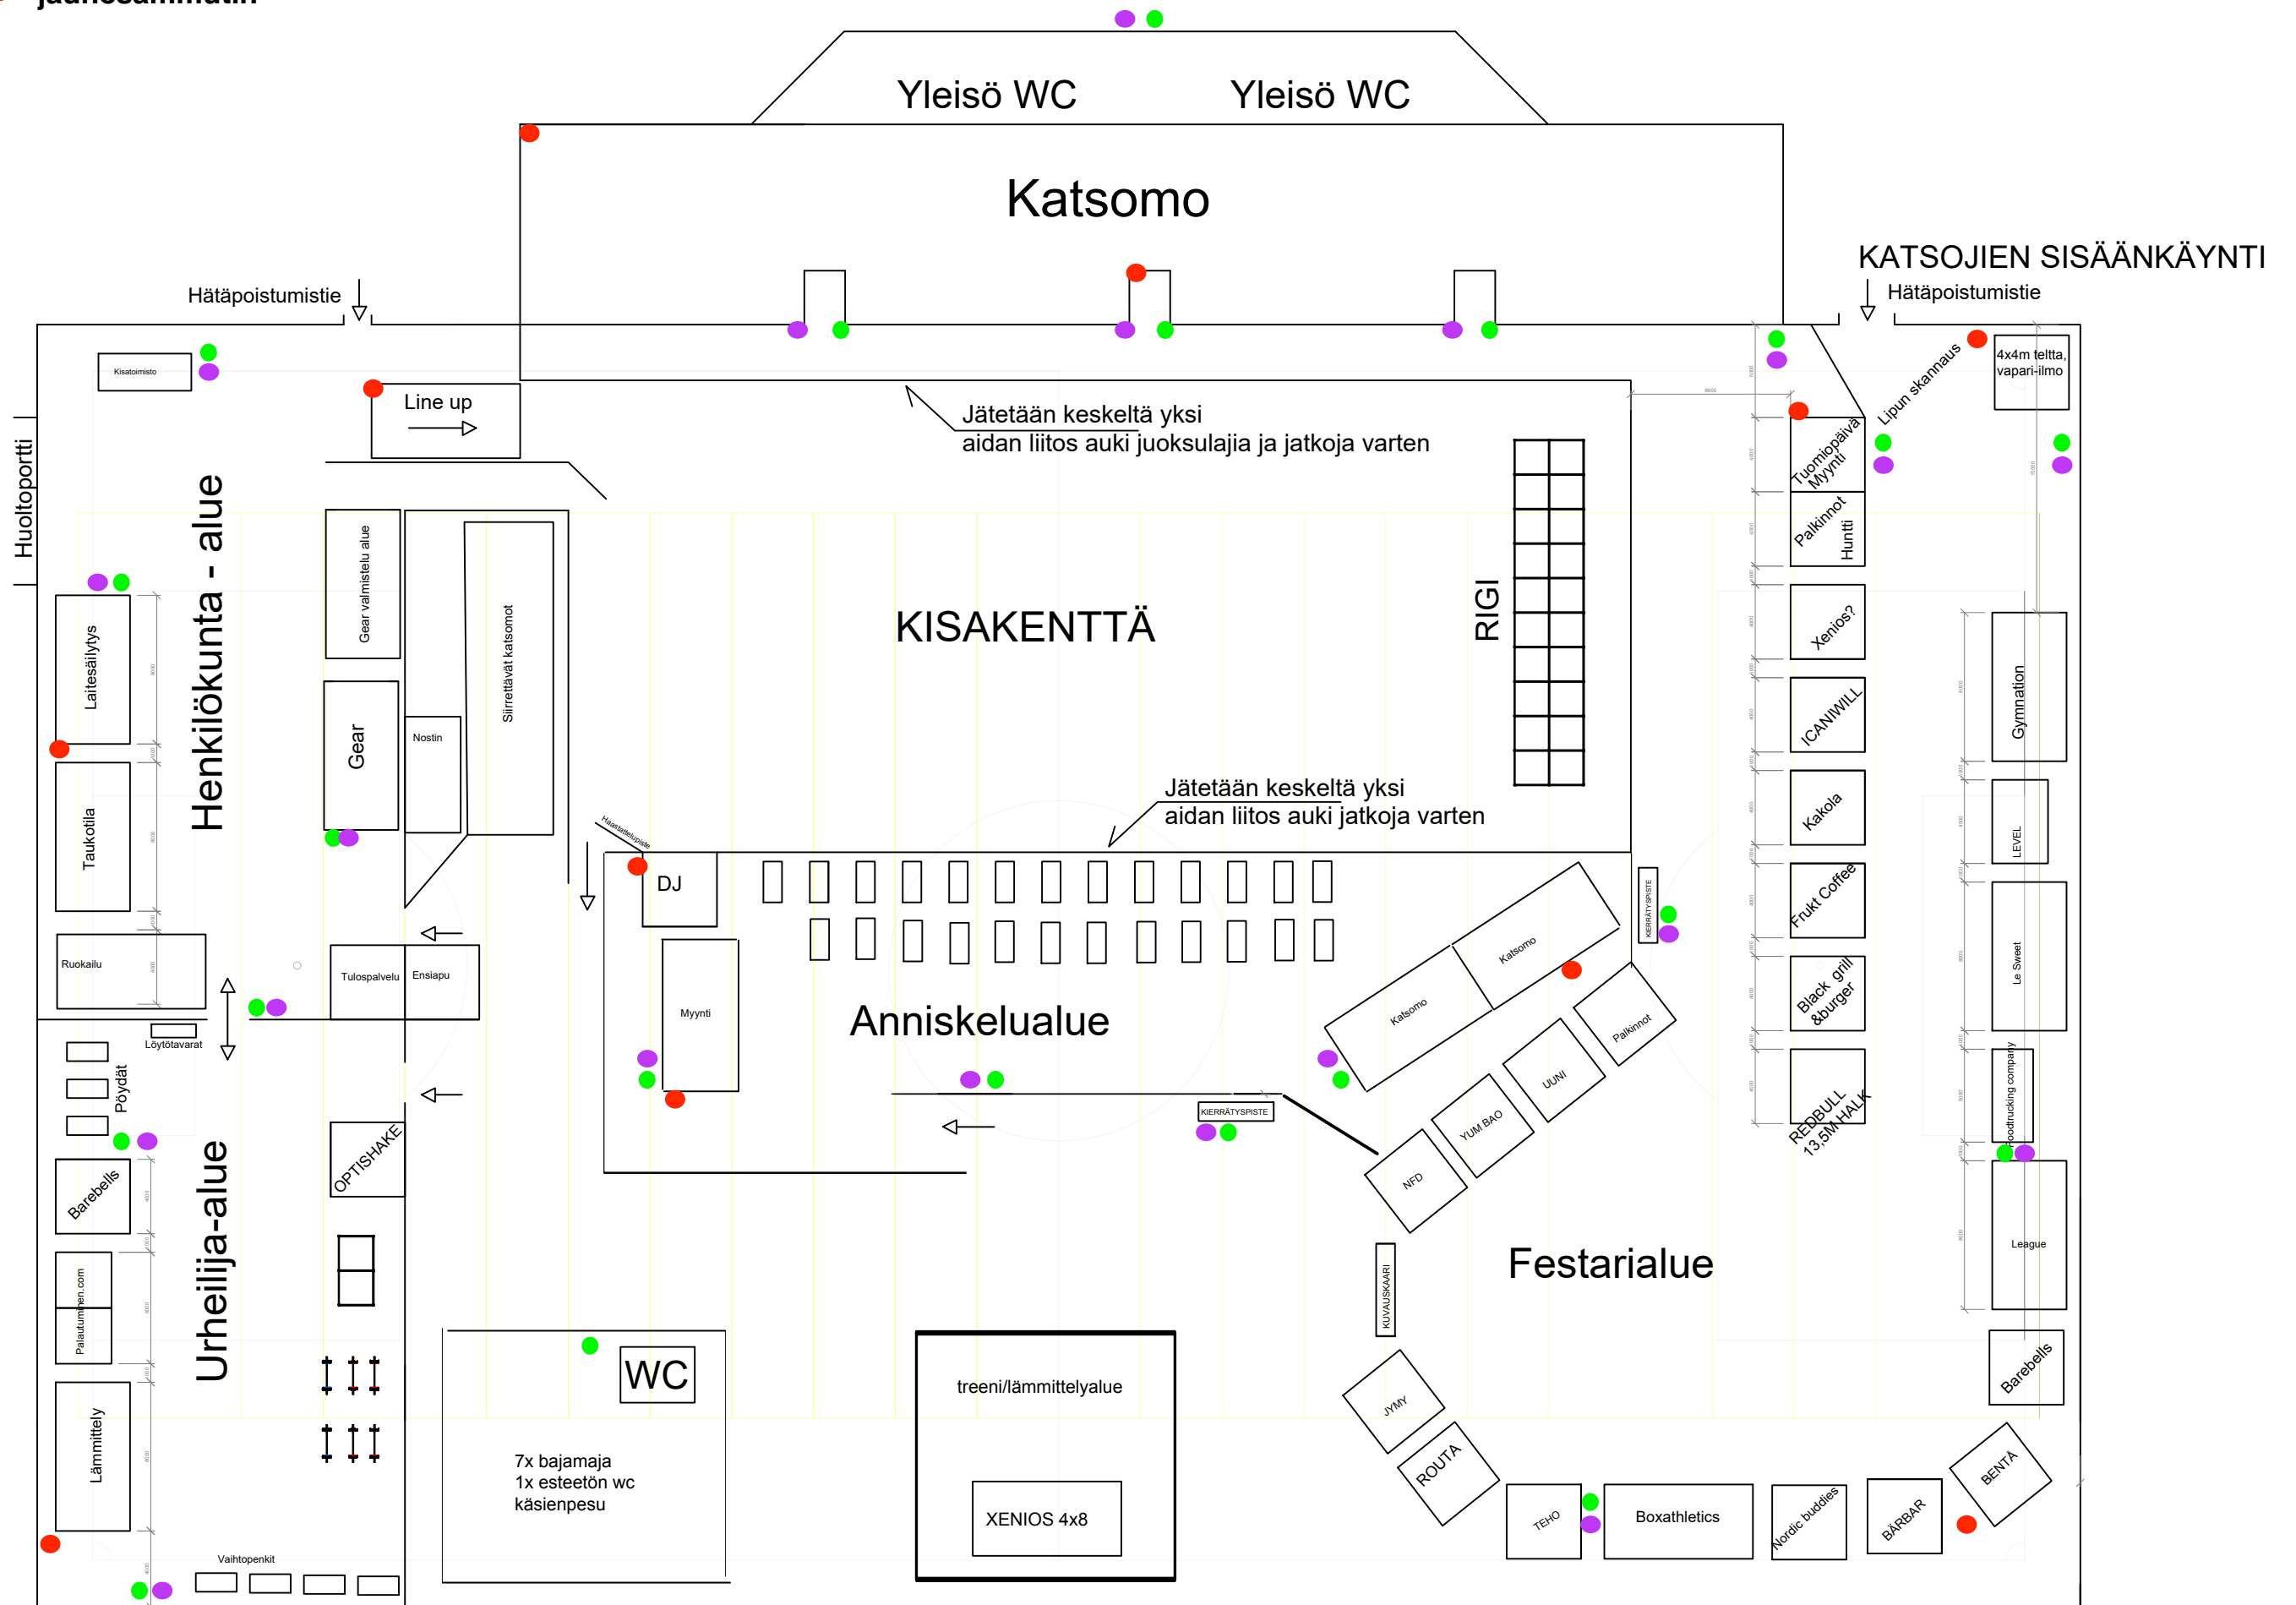 Yleisö WC
Yleisö WC
Katsomo
KATSOJIEN SISÄÄNKÄYNTI
Hätäpoistumistie
Hätäpoistumistie
Kisatoimisto
Line up
Jätetään keskeltä yksi
aidan liitos auki juoksulajia ja jatkoja varten
Lipun skannaus
4x4m teltta,
vapari-ilmo
Huoltoportti
Henkilökunta - alue
Gear valmistelu alue
Siirrettävät katsomot
KISAKENTTÄ
RIGI
Tuomiopäivä
Myynti
Palkinnot
Huntti
Xenios?
ICANIWILL
Kakola
Frukt Coffee
Black grill
&burger
REDBULL
13,5M HALK
Gymnation
LEVEL
Le Sweet
League
Barebells
Laitesäilytys
Taukotila
Gear
Nostin
Haastattelupiste
Jätetään keskeltä yksi
aidan liitos auki jatkoja varten
DJ
Myynti
Anniskelualue
Katsomo
Katsomo
KIERRÄTYSPISTE
Palkinnot
UUNI
YUM BAO
NFD
KIERRÄTYSPISTE
Ruokailu
Tulospalvelu
Ensiapu
Löytötavarat
Pöydät
Urheilija-alue
OPTISHAKE
Barebells
Palautuminen.com
Lämmittely
Vaihtopenkit
WC
7x bajamaja
1x esteetön wc
käsienpesu
treeni/lämmittelyalue
XENIOS 4x8
Festarialue
KUVAUSKAARI
JYMY
ROUTA
TEHO
Boxathletics
Nordic buddies
BÄRBAR
BENTÄ